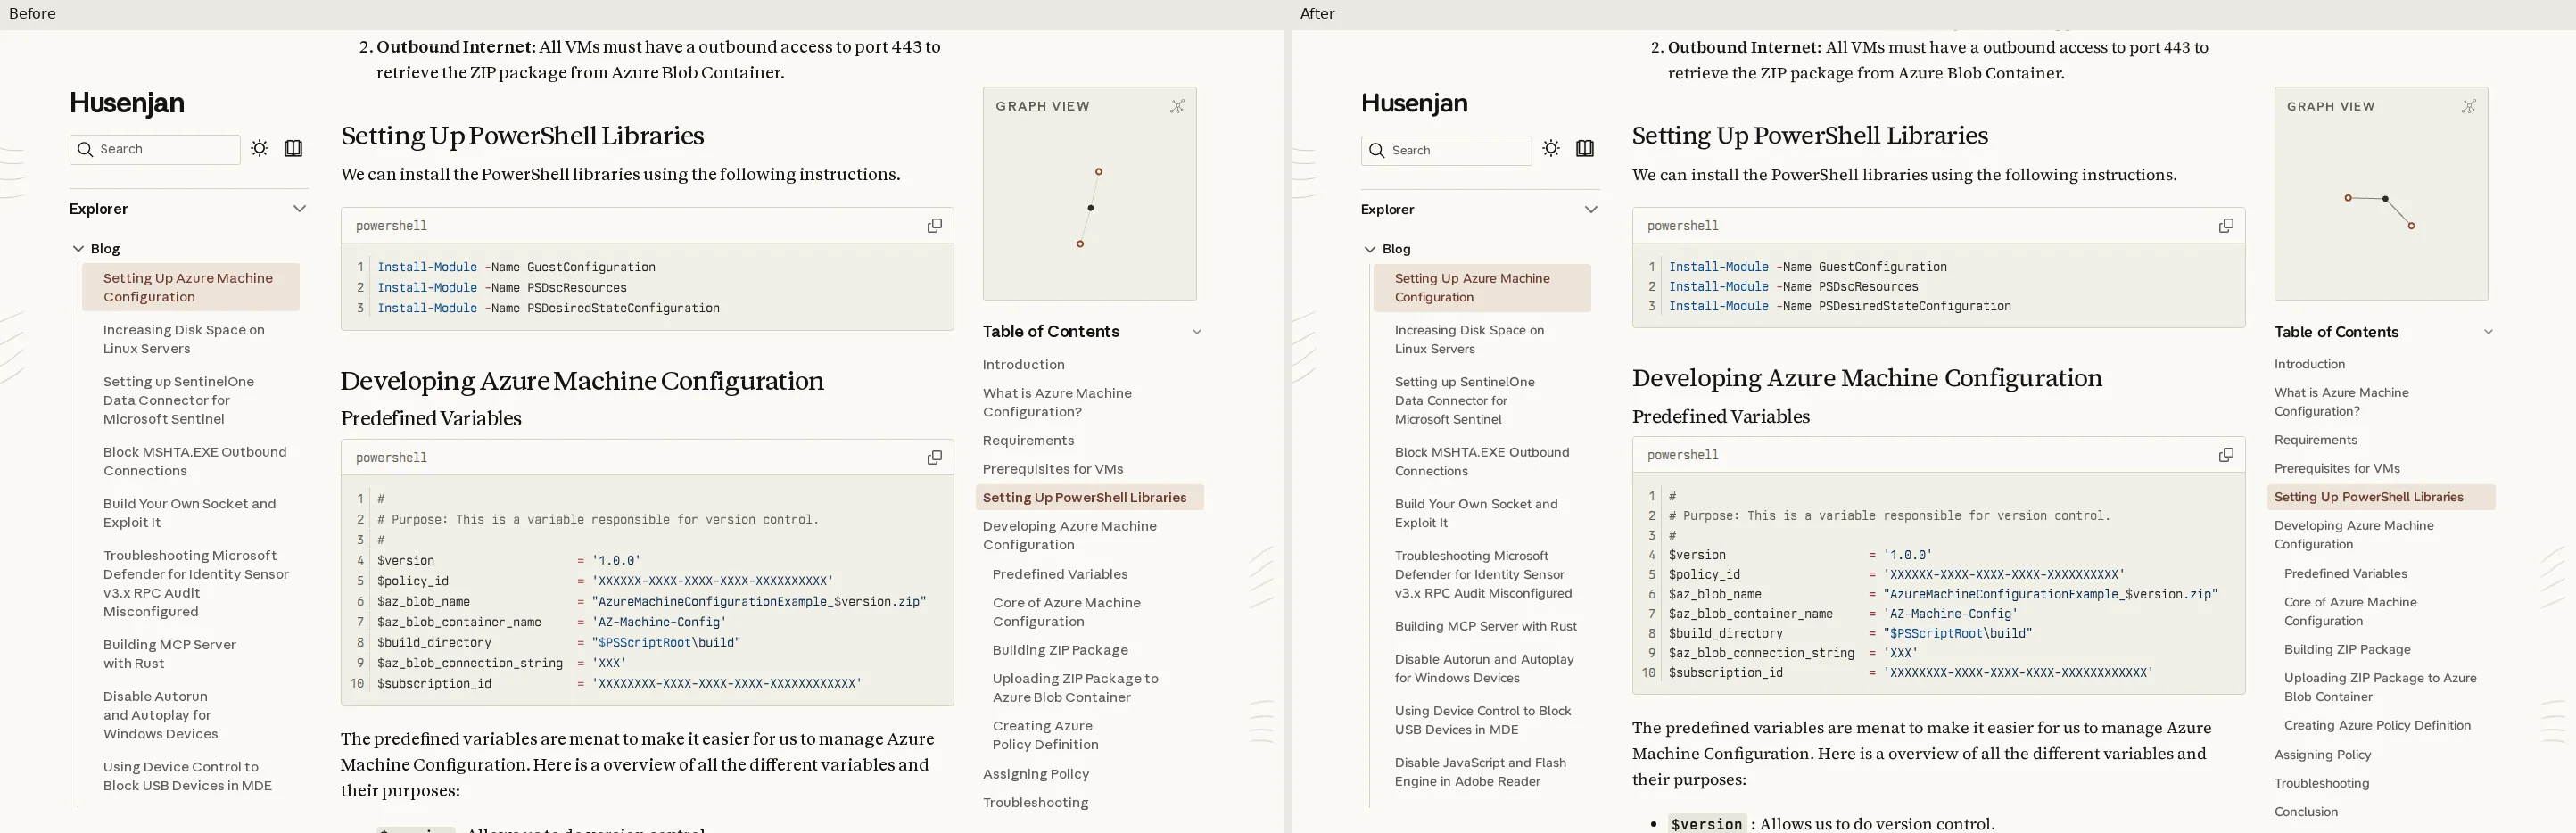 Before
2. Outbound Internet: All VMs must have a outbound access to port 443 to
retrieve the ZIP package from Azure Blob Container.
Husenjan
Search
Explorer
Blog
Setting Up Azure Machine
Configuration
Increasing Disk Space on
Linux Servers
Setting up SentinelOne
Data Connector for
Microsoft Sentinel
Block MSHTA.EXE Outbound
Connections
Build Your Own Socket and
Exploit It
Troubleshooting Microsoft
Defender for Identity Sensor
v3.x RPC Audit
Misconfigured
Building MCP Server
with Rust
Disable Autorun
and Autoplay for
Windows Devices
Using Device Control to
Block USB Devices in MDE
Setting Up PowerShell Libraries
We can install the PowerShell libraries using the following instructions.
powershell
1 Install-Module -Name GuestConfiguration
2 Install-Module -Name PSDscResources
3 Install-Module -Name PSDesiredStateConfiguration
Developing Azure Machine Configuration
Predefined Variables
powershell
1 #
2 # Purpose: This is a variable responsible for version control.
3 #
4 $version = '1.0.0'
5 $policy_id = 'XXXXXX-XXXX-XXXX-XXXX-XXXXXXXXXX'
6 $az_blob_name = "AzureMachineConfigurationExample_$version.zip"
7 $az_blob_container_name = 'AZ-Machine-Config'
8 $build_directory = "$PSScriptRoot\build"
9 $az_blob_connection_string = 'XXX'
10 $subscription_id = 'XXXXXXXX-XXXX-XXXX-XXXX-XXXXXXXXXXXX'
The predefined variables are menat to make it easier for us to manage Azure
Machine Configuration. Here is a overview of all the different variables and
their purposes:
GRAPH VIEW
Table of Contents
Introduction
What is Azure Machine
Configuration?
Requirements
Prerequisites for VMs
Setting Up PowerShell Libraries
Developing Azure Machine
Configuration
Predefined Variables
Core of Azure Machine
Configuration
Building ZIP Package
Uploading ZIP Package to
Azure Blob Container
Creating Azure
Policy Definition
Assigning Policy
Troubleshooting
After
2. Outbound Internet: All VMs must have a outbound access to port 443 to
retrieve the ZIP package from Azure Blob Container.
Husenjan
Search
Explorer
Blog
Setting Up Azure Machine
Configuration
Increasing Disk Space on
Linux Servers
Setting up SentinelOne
Data Connector for
Microsoft Sentinel
Block MSHTA.EXE Outbound
Connections
Build Your Own Socket and
Exploit It
Troubleshooting Microsoft
Defender for Identity Sensor
v3.x RPC Audit Misconfigured
Building MCP Server with Rust
Disable Autorun and Autoplay
for Windows Devices
Using Device Control to Block
USB Devices in MDE
Disable JavaScript and Flash
Engine in Adobe Reader
Setting Up PowerShell Libraries
We can install the PowerShell libraries using the following instructions.
powershell
1 Install-Module -Name GuestConfiguration
2 Install-Module -Name PSDscResources
3 Install-Module -Name PSDesiredStateConfiguration
Developing Azure Machine Configuration
Predefined Variables
powershell
1 #
2 # Purpose: This is a variable responsible for version control.
3 #
4 $version = '1.0.0'
5 $policy_id = 'XXXXXX-XXXX-XXXX-XXXX-XXXXXXXXXX'
6 $az_blob_name = "AzureMachineConfigurationExample_$version.zip"
7 $az_blob_container_name = 'AZ-Machine-Config'
8 $build_directory = "$PSScriptRoot\build"
9 $az_blob_connection_string = 'XXX'
10 $subscription_id = 'XXXXXXXX-XXXX-XXXX-XXXX-XXXXXXXXXXXX'
The predefined variables are menat to make it easier for us to manage Azure
Machine Configuration. Here is a overview of all the different variables and
their purposes:
• $version : Allows us to do version control.
GRAPH VIEW
Table of Contents
Introduction
What is Azure Machine
Configuration?
Requirements
Prerequisites for VMs
Setting Up PowerShell Libraries
Developing Azure Machine
Configuration
Predefined Variables
Core of Azure Machine
Configuration
Building ZIP Package
Uploading ZIP Package to Azure
Blob Container
Creating Azure Policy Definition
Assigning Policy
Troubleshooting
Conclusion